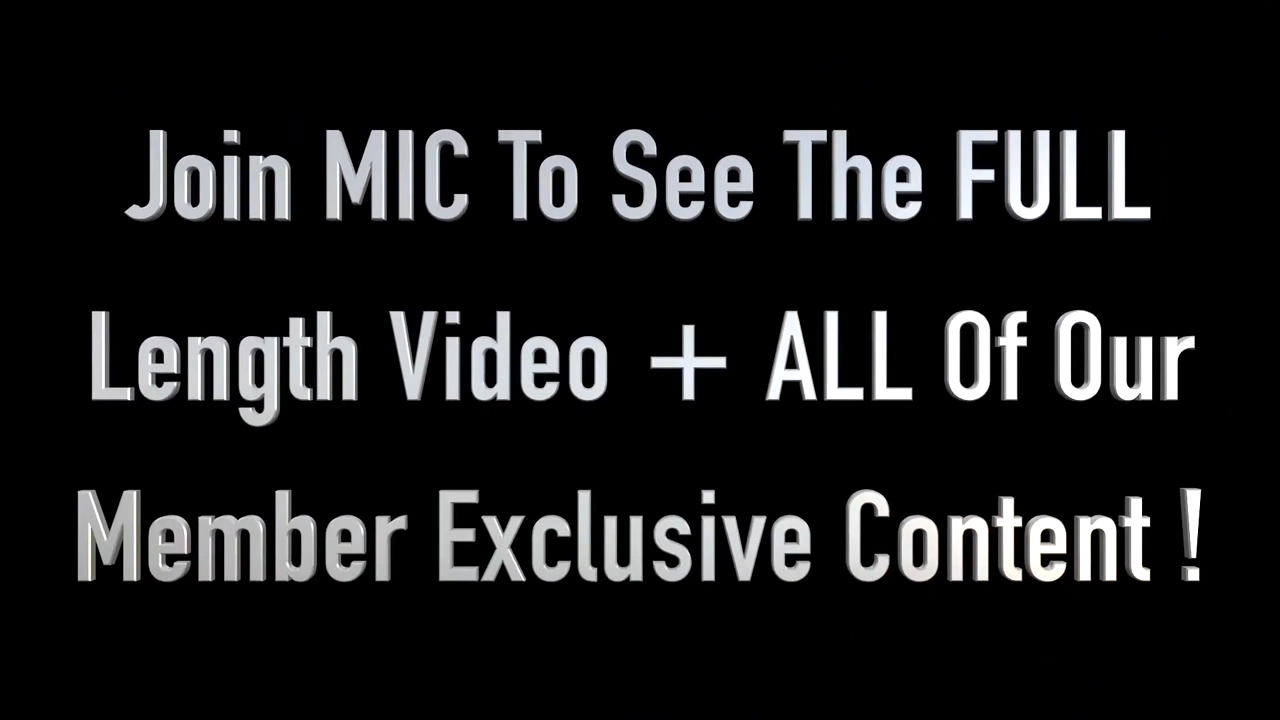 Join MIC To See The FULL
Length Video + ALL Of Our
Member Exclusive Content !